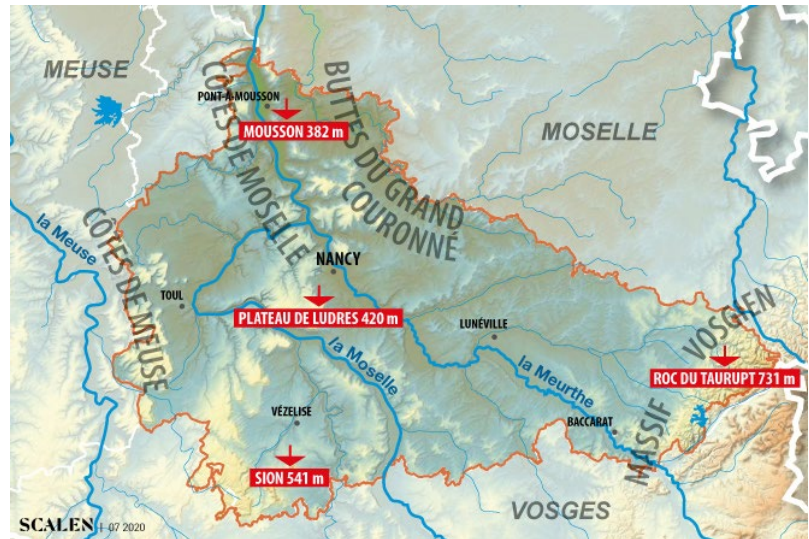 MEUSE
PONT-À-MOUSSON
MOUSSON 382 m
CÔTES DE MOSELLE
BUTTES DU GRAND
COURONNÉ
MOSELLE
la Meuse
CÔTES DE MEUSE
TOUL
NANCY
PLATEAU DE LUDRES 420 m
la Moselle
LUNÉVILLE
la Meurthe
MASSIF VOSGIEN
ROC DU TAURUPT 731 m
VÉZELISE
BACCARAT
SION 541 m
VOSGES
SCALEN | 07 2020